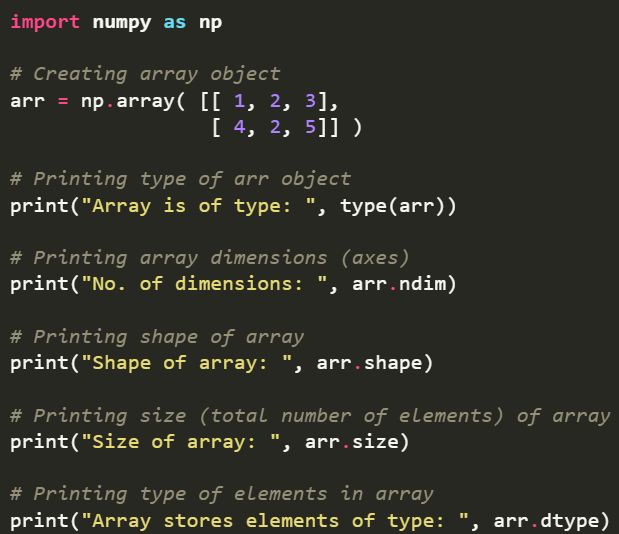 import numpy as np
# Creating array object
arr = np.array( [[ 1, 2, 3],
                 [ 4, 2, 5]] )
# Printing type of arr object
print("Array is of type: ", type(arr))
# Printing array dimensions (axes)
print("No. of dimensions: ", arr.ndim)
# Printing shape of array
print("Shape of array: ", arr.shape)
# Printing size (total number of elements) of array
print("Size of array: ", arr.size)
# Printing type of elements in array
print("Array stores elements of type: ", arr.dtype)